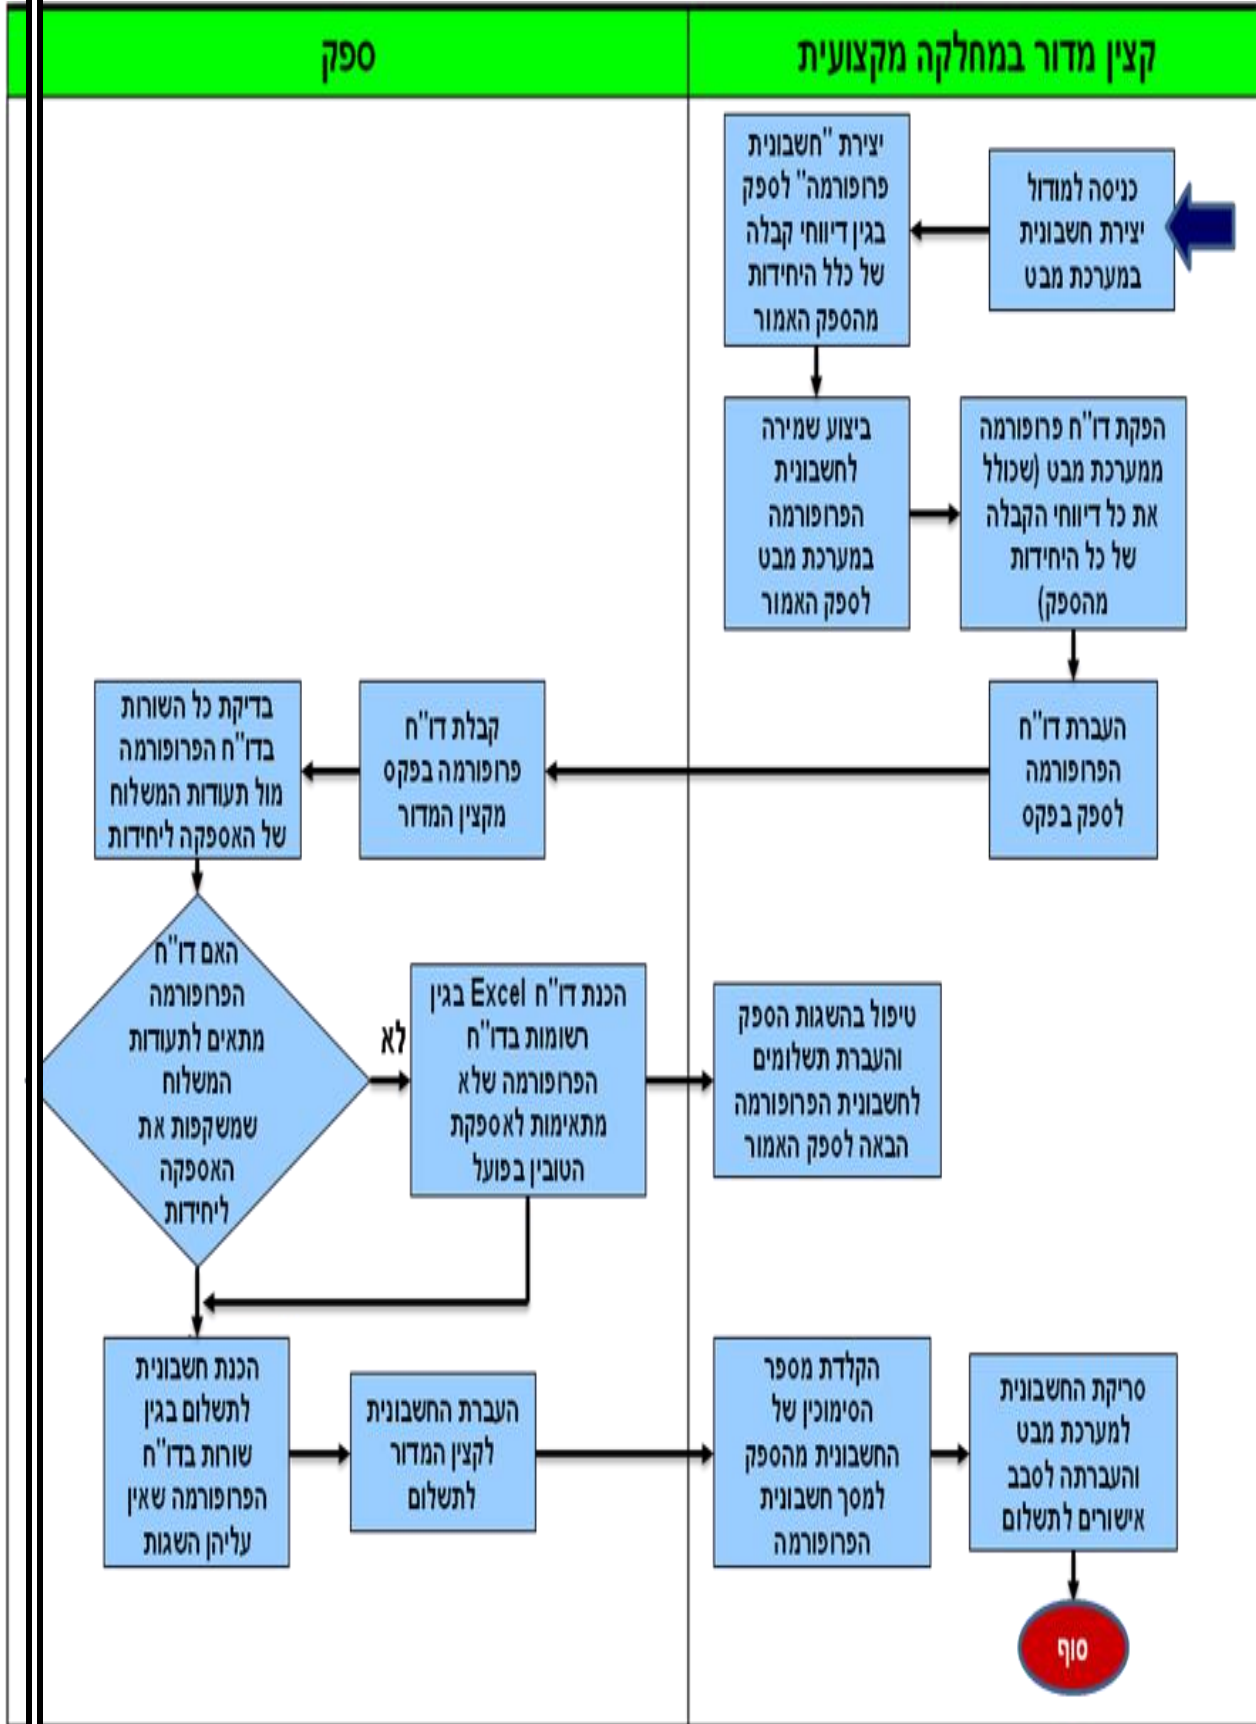 קצין מדור במחלקה מקצועית
ספק
כניסה למודול
יצירת חשבונית
במערכת מבט
יצירת "חשבונית
פרופורמה" לספק
בגין דיווחי קבלה
של כלל היחידות
מהספק האמור
ביצוע שמירה
לחשבונית
הפרופורמה
במערכת מבט
לספק האמור
הפקת דו"ח פרופורמה
ממערכת מבט (שכולל
את כל דיווחי הקבלה
של כל היחידות
מהספק)
העברת דו"ח
הפרופורמה
לספק בפקס
קבלת דו"ח
פרופורמה בפקס
מקצין המדור
בדיקת כל השורות
בדו"ח הפרופורמה
מול תעודות המשלוח
של האספקה ליחידות
האם דו"ח
הפרופורמה
מתאים לתעודות
המשלוח
שמשקפות את
האספקה
ליחידות
לא
הכנת דו"ח Excel בגין
רשומות בדו"ח
הפרופורמה שלא
מתאימות לאספקת
הטובין בפועל
טיפול בהשגות הספק
והעברת תשלומים
לחשבונית הפרופורמה
הבאה לספק האמור
הכנת חשבונית
לתשלום בגין
שורות בדו"ח
הפרופורמה שאין
עליהן השגות
העברת החשבונית
לקצין המדור
לתשלום
הקלדת מספר
הסימוכין של
החשבונית מהספק
למסך חשבונית
הפרופורמה
סריקת החשבונית
למערכת מבט
והעברתה לסבב
אישורים לתשלום
סוף